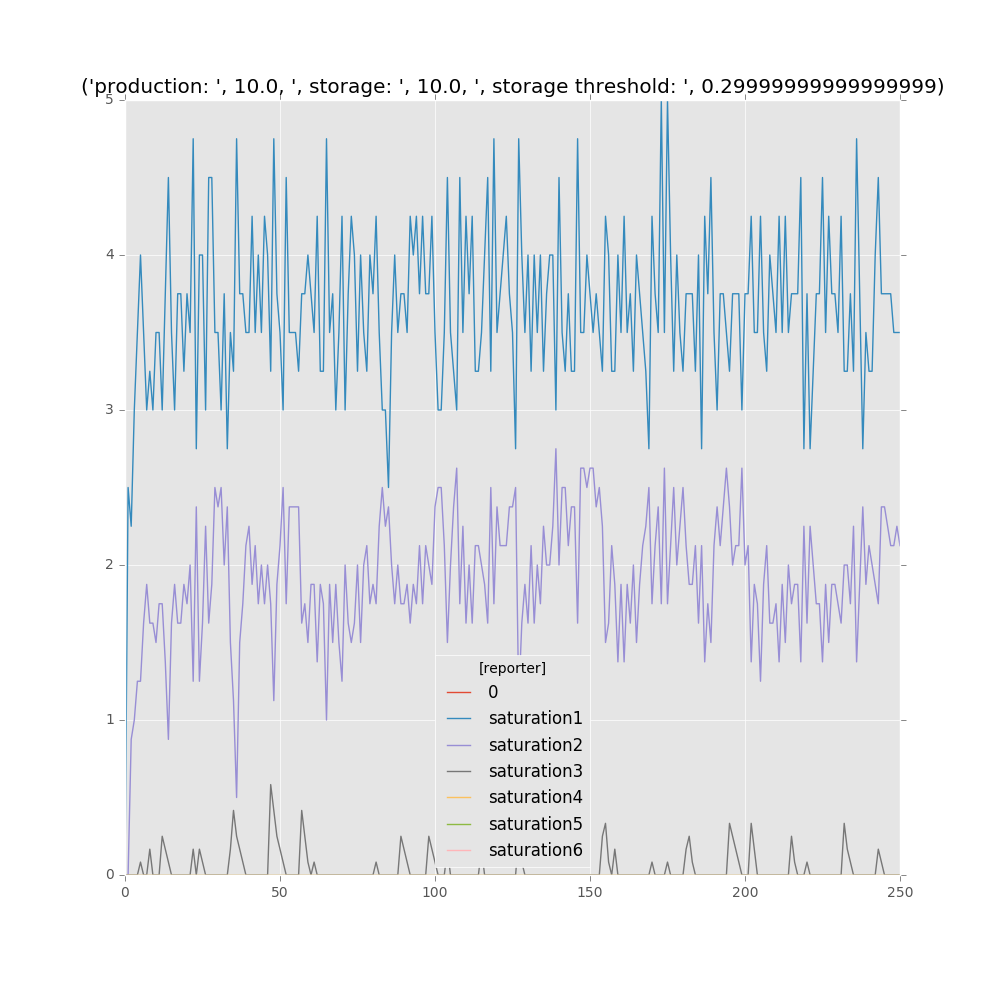 ('production: ', 10.0, ', storage: ', 10.0, ', storage threshold: ', 0.29999999999999999)
5
4
3
2
1
0
[reporter]
0
saturation1
saturation2
saturation3
saturation4
saturation5
saturation6
0 50 100 150 200 250